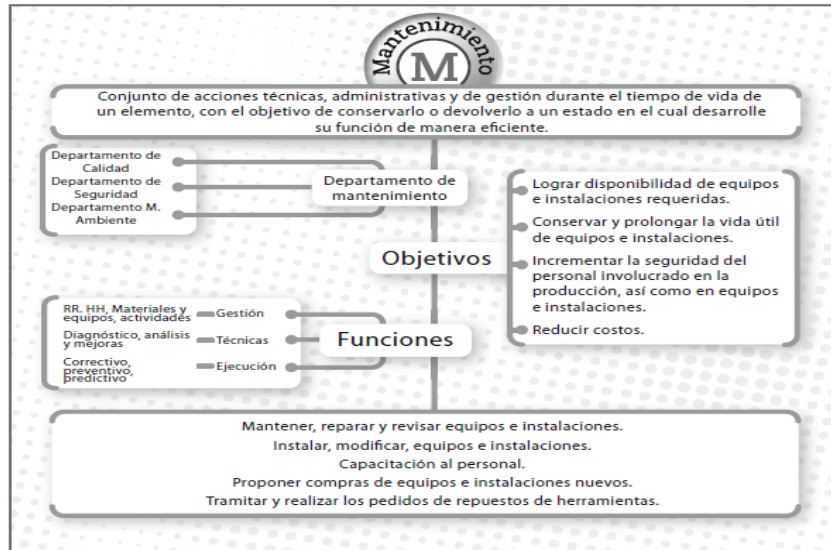 Mantenimiento
M
Conjunto de acciones técnicas, administrativas y de gestión durante el tiempo de vida de
un elemento, con el objetivo de conservarlo o devolverlo a un estado en el cual desarrolle
su función de manera eficiente.
Departamento de
Calidad
Departamento de
Seguridad
Departamento M.
Ambiente
Departamento de
mantenimiento
Objetivos
Lograr disponibilidad de equipos
e instalaciones requeridas.
Conservar y prolongar la vida útil
de equipos e instalaciones.
Incrementar la seguridad del
personal involucrado en la
producción, así como en equipos
e instalaciones.
Reducir costos.
RR. HH, Materiales y
equipos, actividades
Gestión
Diagnóstico, análisis
y mejoras
Técnicas
Correctivo,
preventivo,
predictivo
Ejecución
Funciones
Mantener, reparar y revisar equipos e instalaciones.
Instalar, modificar, equipos e instalaciones.
Capacitación al personal.
Proponer compras de equipos e instalaciones nuevos.
Tramitar y realizar los pedidos de repuestos de herramientas.